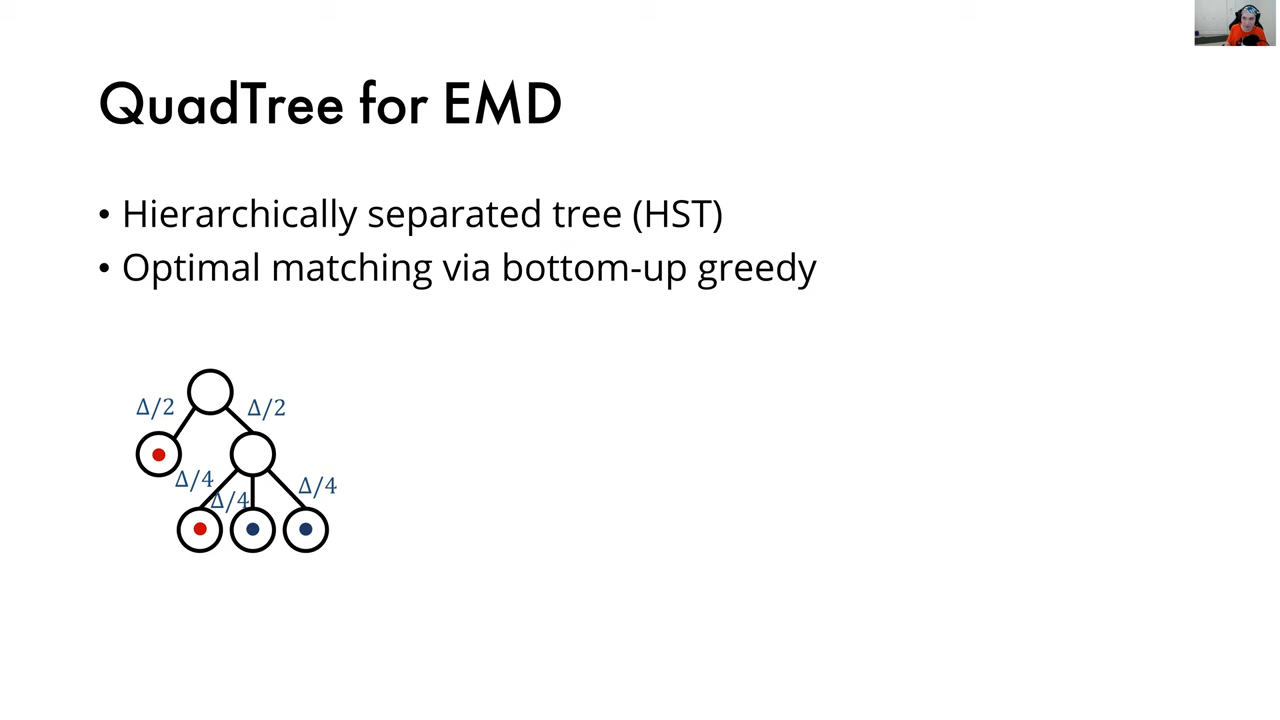 QuadTree for EMD
• Hierarchically separated tree (HST)
• Optimal matching via bottom-up greedy
Δ/2
Δ/2
Δ/4
Δ/4
Δ/4